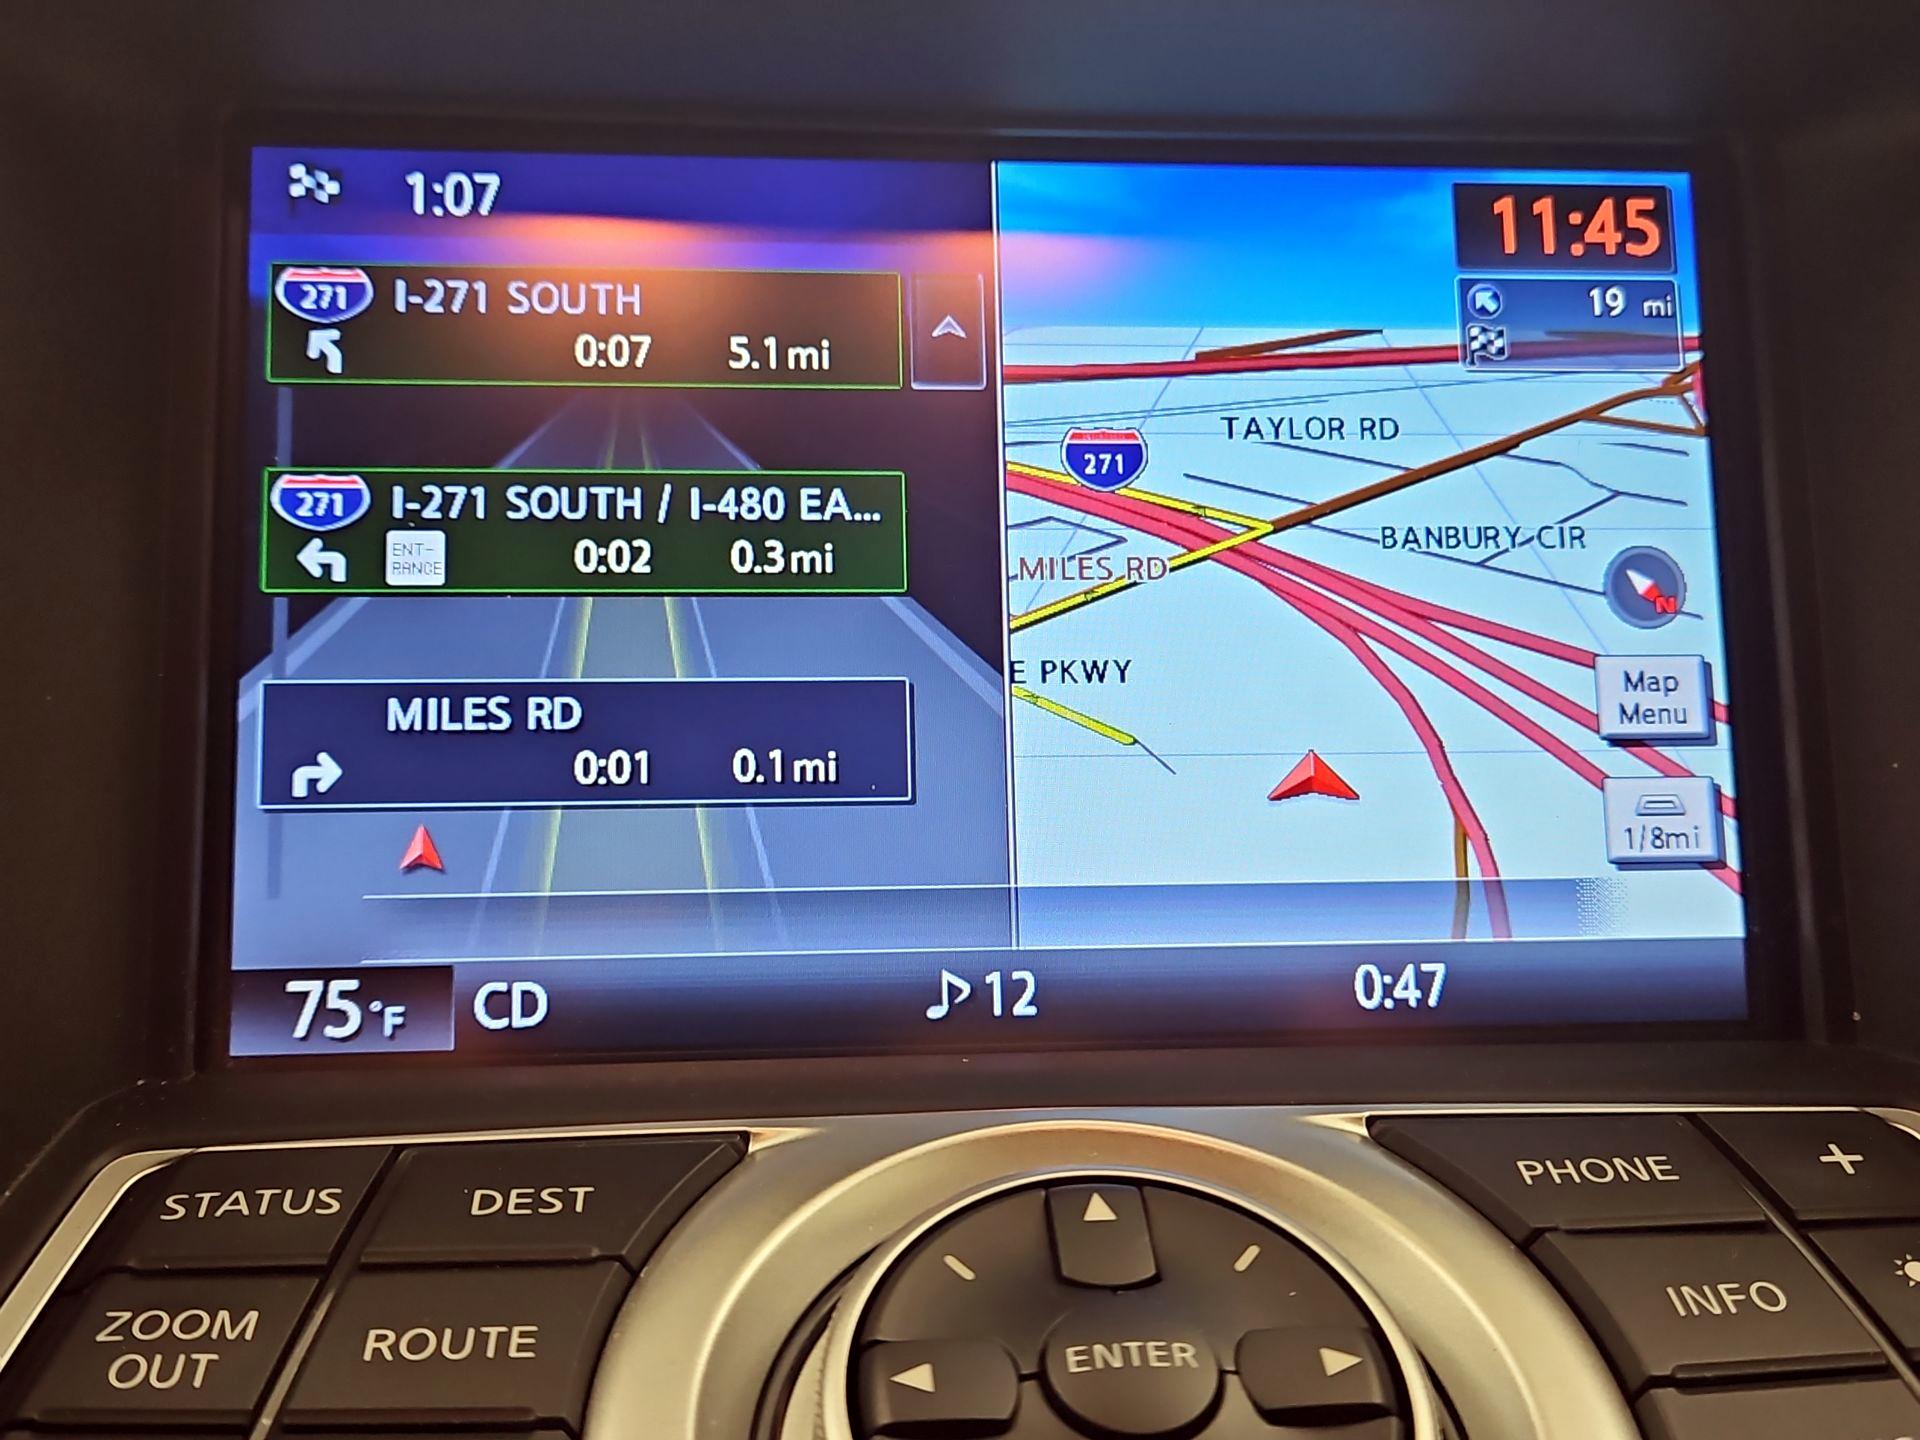 1:07
271 I-271 SOUTH
0:07 5.1 mi
271 I-271 SOUTH / I-480 EA...
ENT-
RANGE
0:02 0.3 mi
MILES RD
0:01 0.1 mi
11:45
19 mi
TAYLOR RD
271
BANBURY CIR
MILES RD
N
E PKWY
Map
Menu
1/8mi
75°F CD 12 0:47
STATUS DEST
ZOOM
OUT
ROUTE
ENTER
PHONE +
INFO